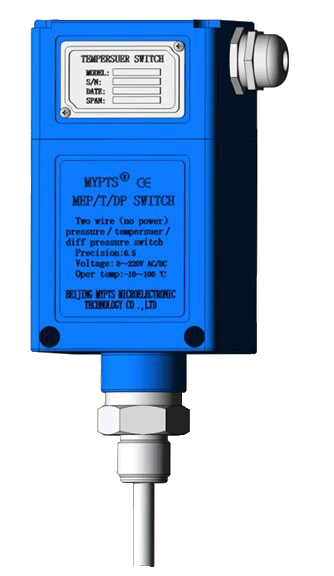 TEMPERSUER SWITCH
MODEL:
S/N:
DATE:
SPAN:
MYPTS® CE
MEP/T/DP SWITCH
Two wire (no power)
pressure/tempersuer/
diff pressure switch
Precision:0.5
Voltage: 3～220V AC/DC
Oper temp:-10～100 ℃
BEIJING MYPTS MICROELECTRONIC
TECHNOLOGY CO .,LTD